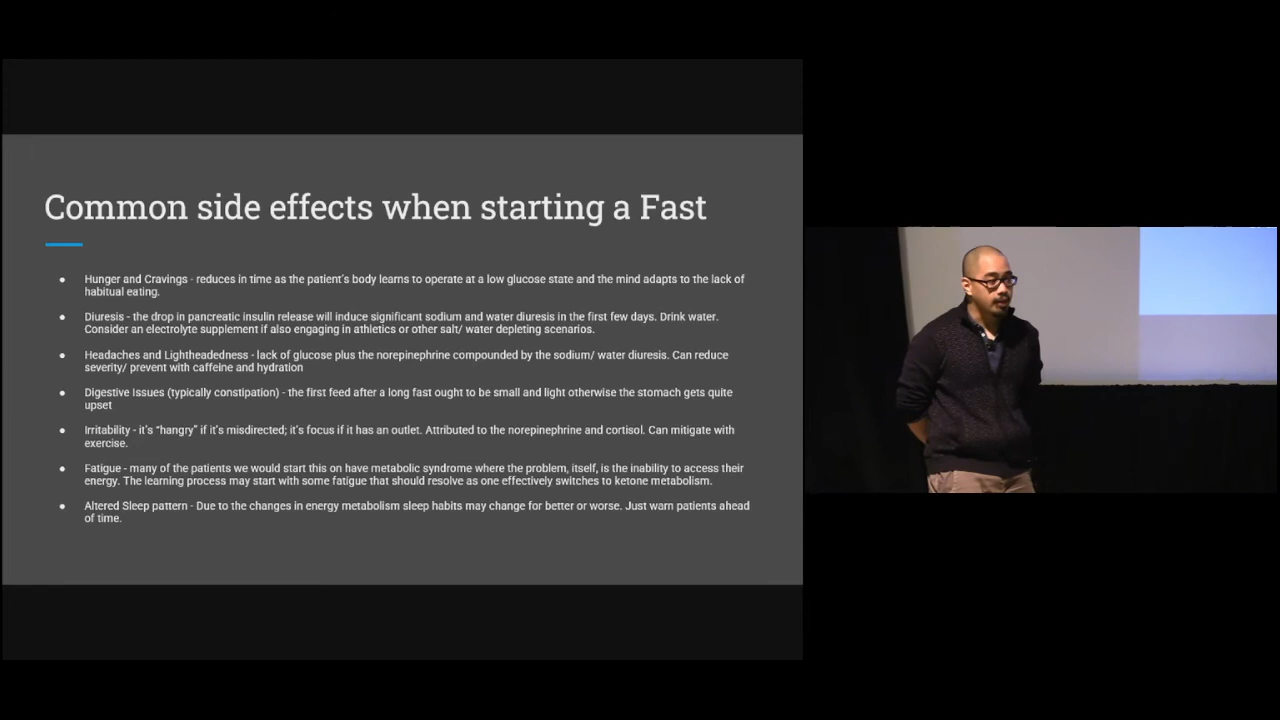 Common side effects when starting a Fast
● Hunger and Cravings - reduces in time as the patient's body learns to operate at a low glucose state and the mind adapts to the lack of
habitual eating.
● Diuresis - the drop in pancreatic insulin release will induce significant sodium and water diuresis in the first few days. Drink water.
Consider an electrolyte supplement if also engaging in athletics or other salt/ water depleting scenarios.
● Headaches and Lightheadedness - lack of glucose plus the norepinephrine compounded by the sodium/ water diuresis. Can reduce
severity/ prevent with caffeine and hydration
● Digestive Issues (typically constipation) - the first feed after a long fast ought to be small and light otherwise the stomach gets quite
upset
● Irritability - it's "hangry" if it's misdirected; it's focus if it has an outlet. Attributed to the norepinephrine and cortisol. Can mitigate with
exercise.
● Fatigue - many of the patients we would start this on have metabolic syndrome where the problem, itself, is the inability to access their
energy. The learning process may start with some fatigue that should resolve as one effectively switches to ketone metabolism.
● Altered Sleep pattern - Due to the changes in energy metabolism sleep habits may change for better or worse. Just warn patients ahead
of time.